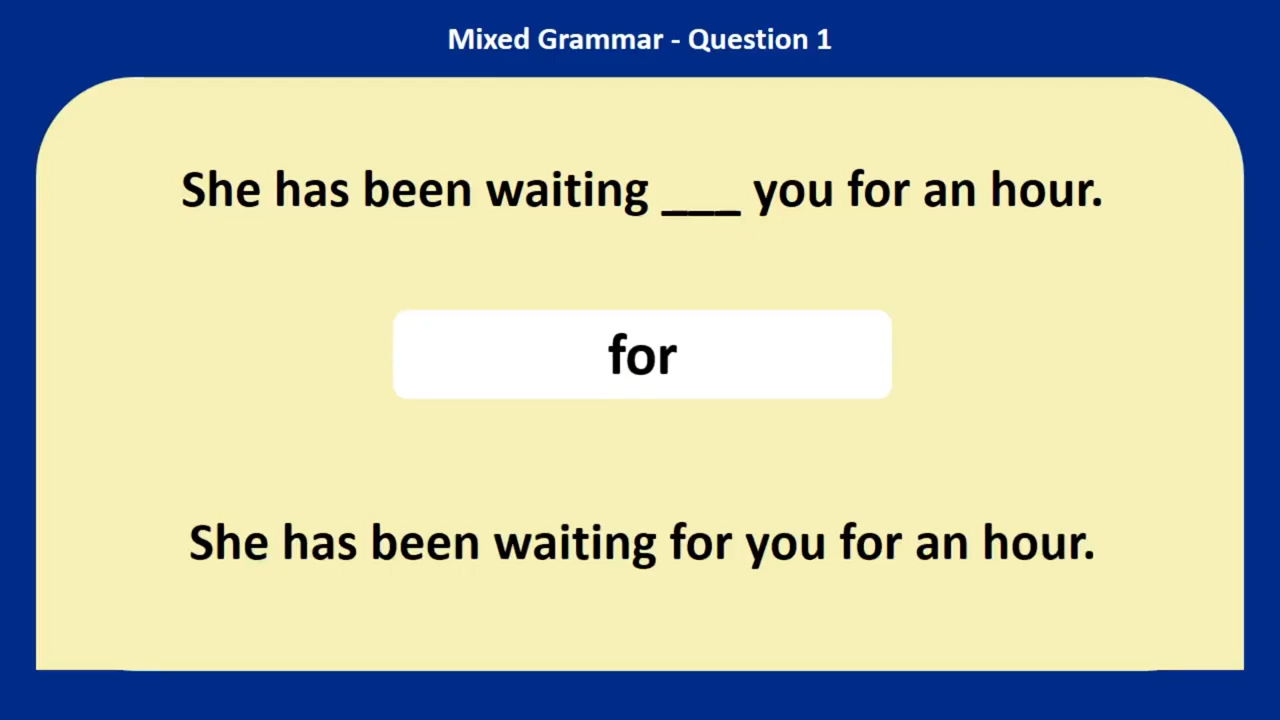 Mixed Grammar - Question 1
She has been waiting ___ you for an hour.
for
She has been waiting for you for an hour.